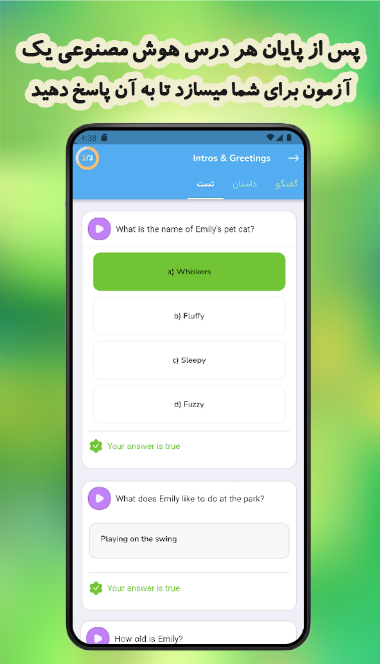 پس از پایان هر درس هوش مصنوعی یک
آزمون برای شما میسازد تا به آن پاسخ دهید
4:38
2/3
Intros & Greetings
گفتگو داستان تست
What is the name of Emily's pet cat?
a) Whiskers
b) Fluffy
c) Sleepy
d) Fuzzy
Your answer is true
What does Emily like to do at the park?
Playing on the swing
Your answer is true
How old is Emily?